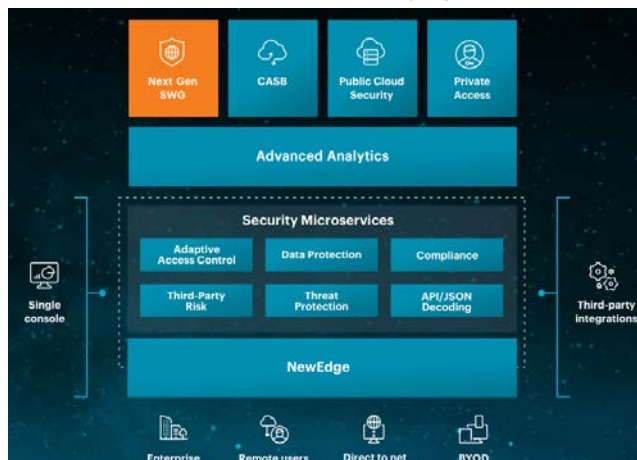 Next Gen
SWG
CASB
Public Cloud
Security
Private
Access
Advanced Analytics
Security Microservices
Adaptive
Access Control
Data Protection
Compliance
Third-Party
Risk
Threat
Protection
API/JSON
Decoding
Single
console
Third-party
integrations
NewEdge
Enterprise
Remote users
Direct to net
BYOD